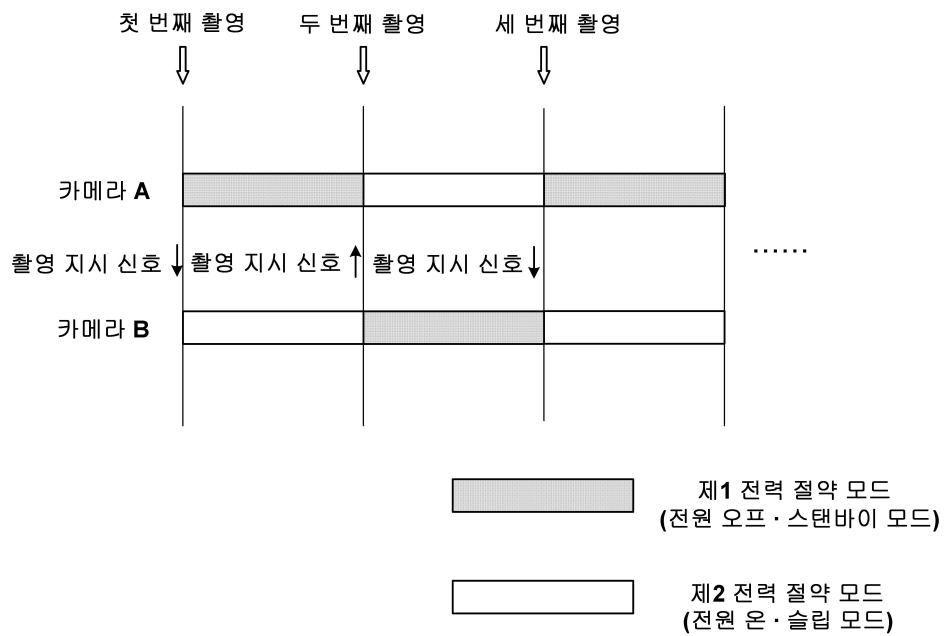 첫 번째 촬영 두 번째 촬영 세 번째 촬영
카메라 A
촬영 지시 신호 촬영 지시 신호 촬영 지시 신호 ······
카메라 B
제1 전력 절약 모드
(전원 오프 · 스탠바이 모드)
제2 전력 절약 모드
(전원 온 · 슬립 모드)